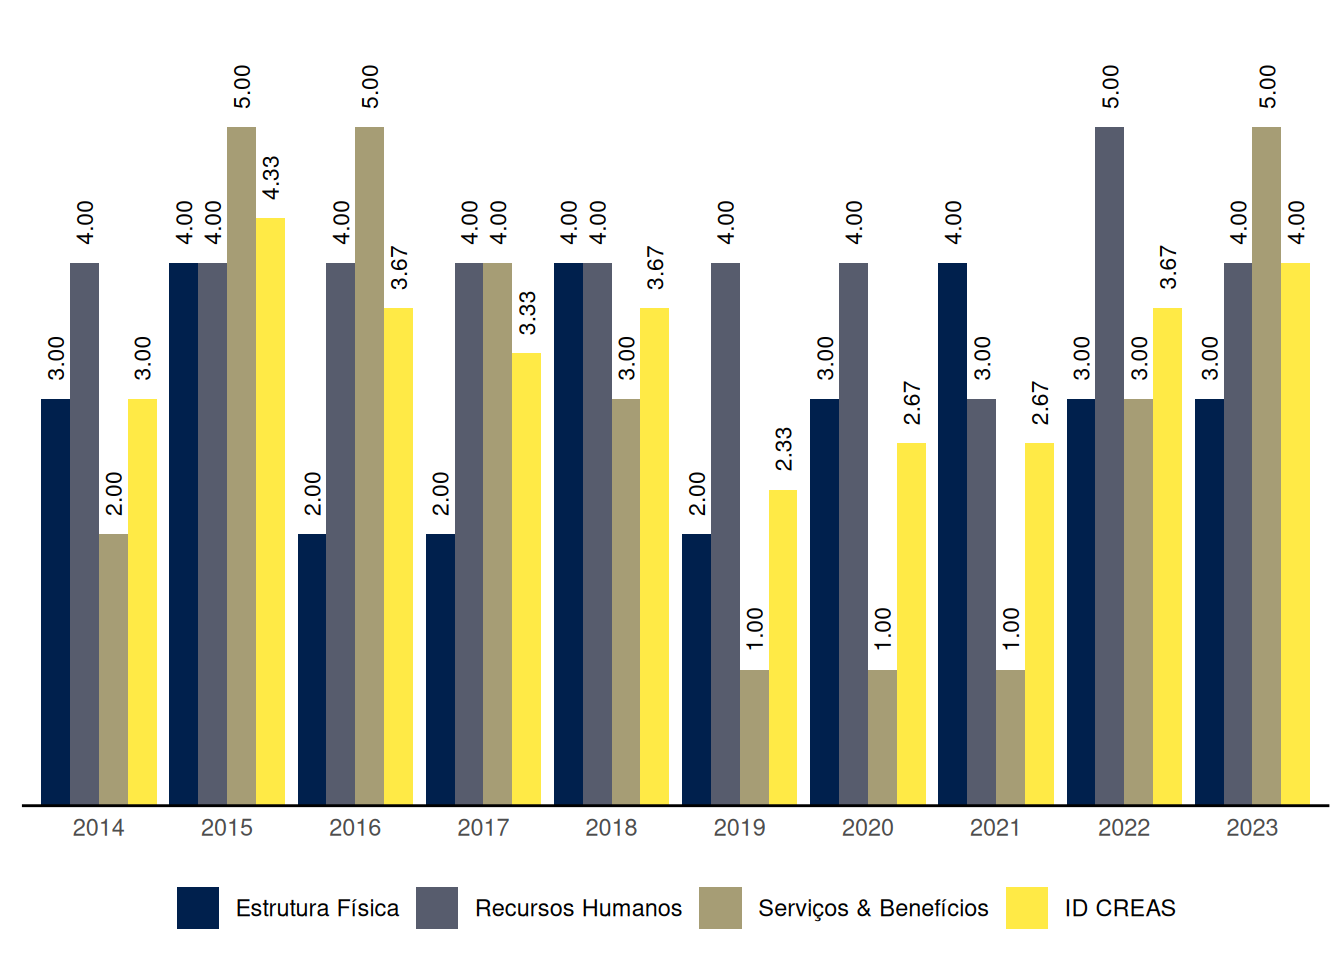 3.00 4.00 2.00 3.00
4.00 4.00 5.00 4.33
2.00 4.00 5.00 3.67
2.00 4.00 4.00 3.33
4.00 4.00 3.00 3.67
2.00 4.00 1.00 2.33
3.00 4.00 1.00 2.67
4.00 3.00 1.00 2.67
3.00 5.00 3.00 3.67
3.00 4.00 5.00 4.00
2014 2015 2016 2017 2018 2019 2020 2021 2022 2023
Estrutura Física Recursos Humanos Serviços & Benefícios ID CREAS